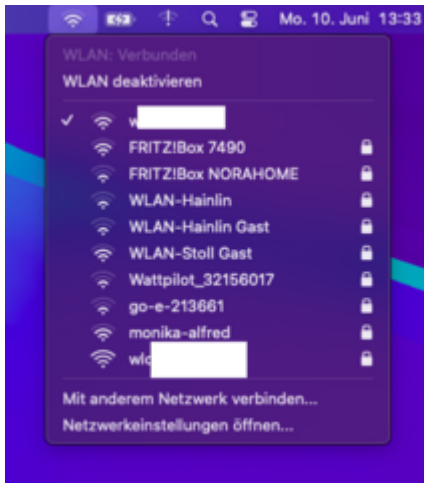 Mo. 10. Juni 13:33
WLAN: Verbunden
WLAN deaktivieren
FRITZ!Box 7490
FRITZ!Box NORAHOME
WLAN-Hainlin
WLAN-Hainlin Gast
WLAN-Stoll Gast
Wattpilot_32156017
go-e-213661
monika-alfred
Mit anderem Netzwerk verbinden...
Netzwerkeinstellungen öffnen...